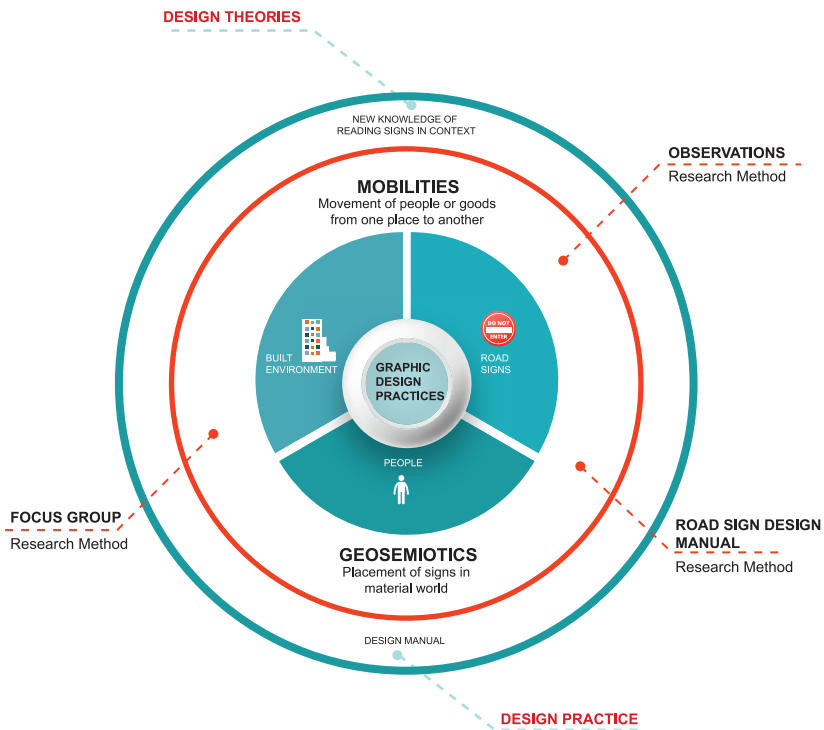 DESIGN THEORIES
NEW KNOWLEDGE OF
READING SIGNS IN CONTEXT
OBSERVATIONS
Research Method
MOBILITIES
Movement of people or goods
from one place to another
DO NOT
ENTER
BUILT
ENVIRONMENT
ROAD
SIGNS
GRAPHIC
DESIGN
PRACTICES
PEOPLE
FOCUS GROUP
Research Method
ROAD SIGN DESIGN
MANUAL
Research Method
GEOSEMIOTICS
Placement of signs in
material world
DESIGN MANUAL
DESIGN PRACTICE